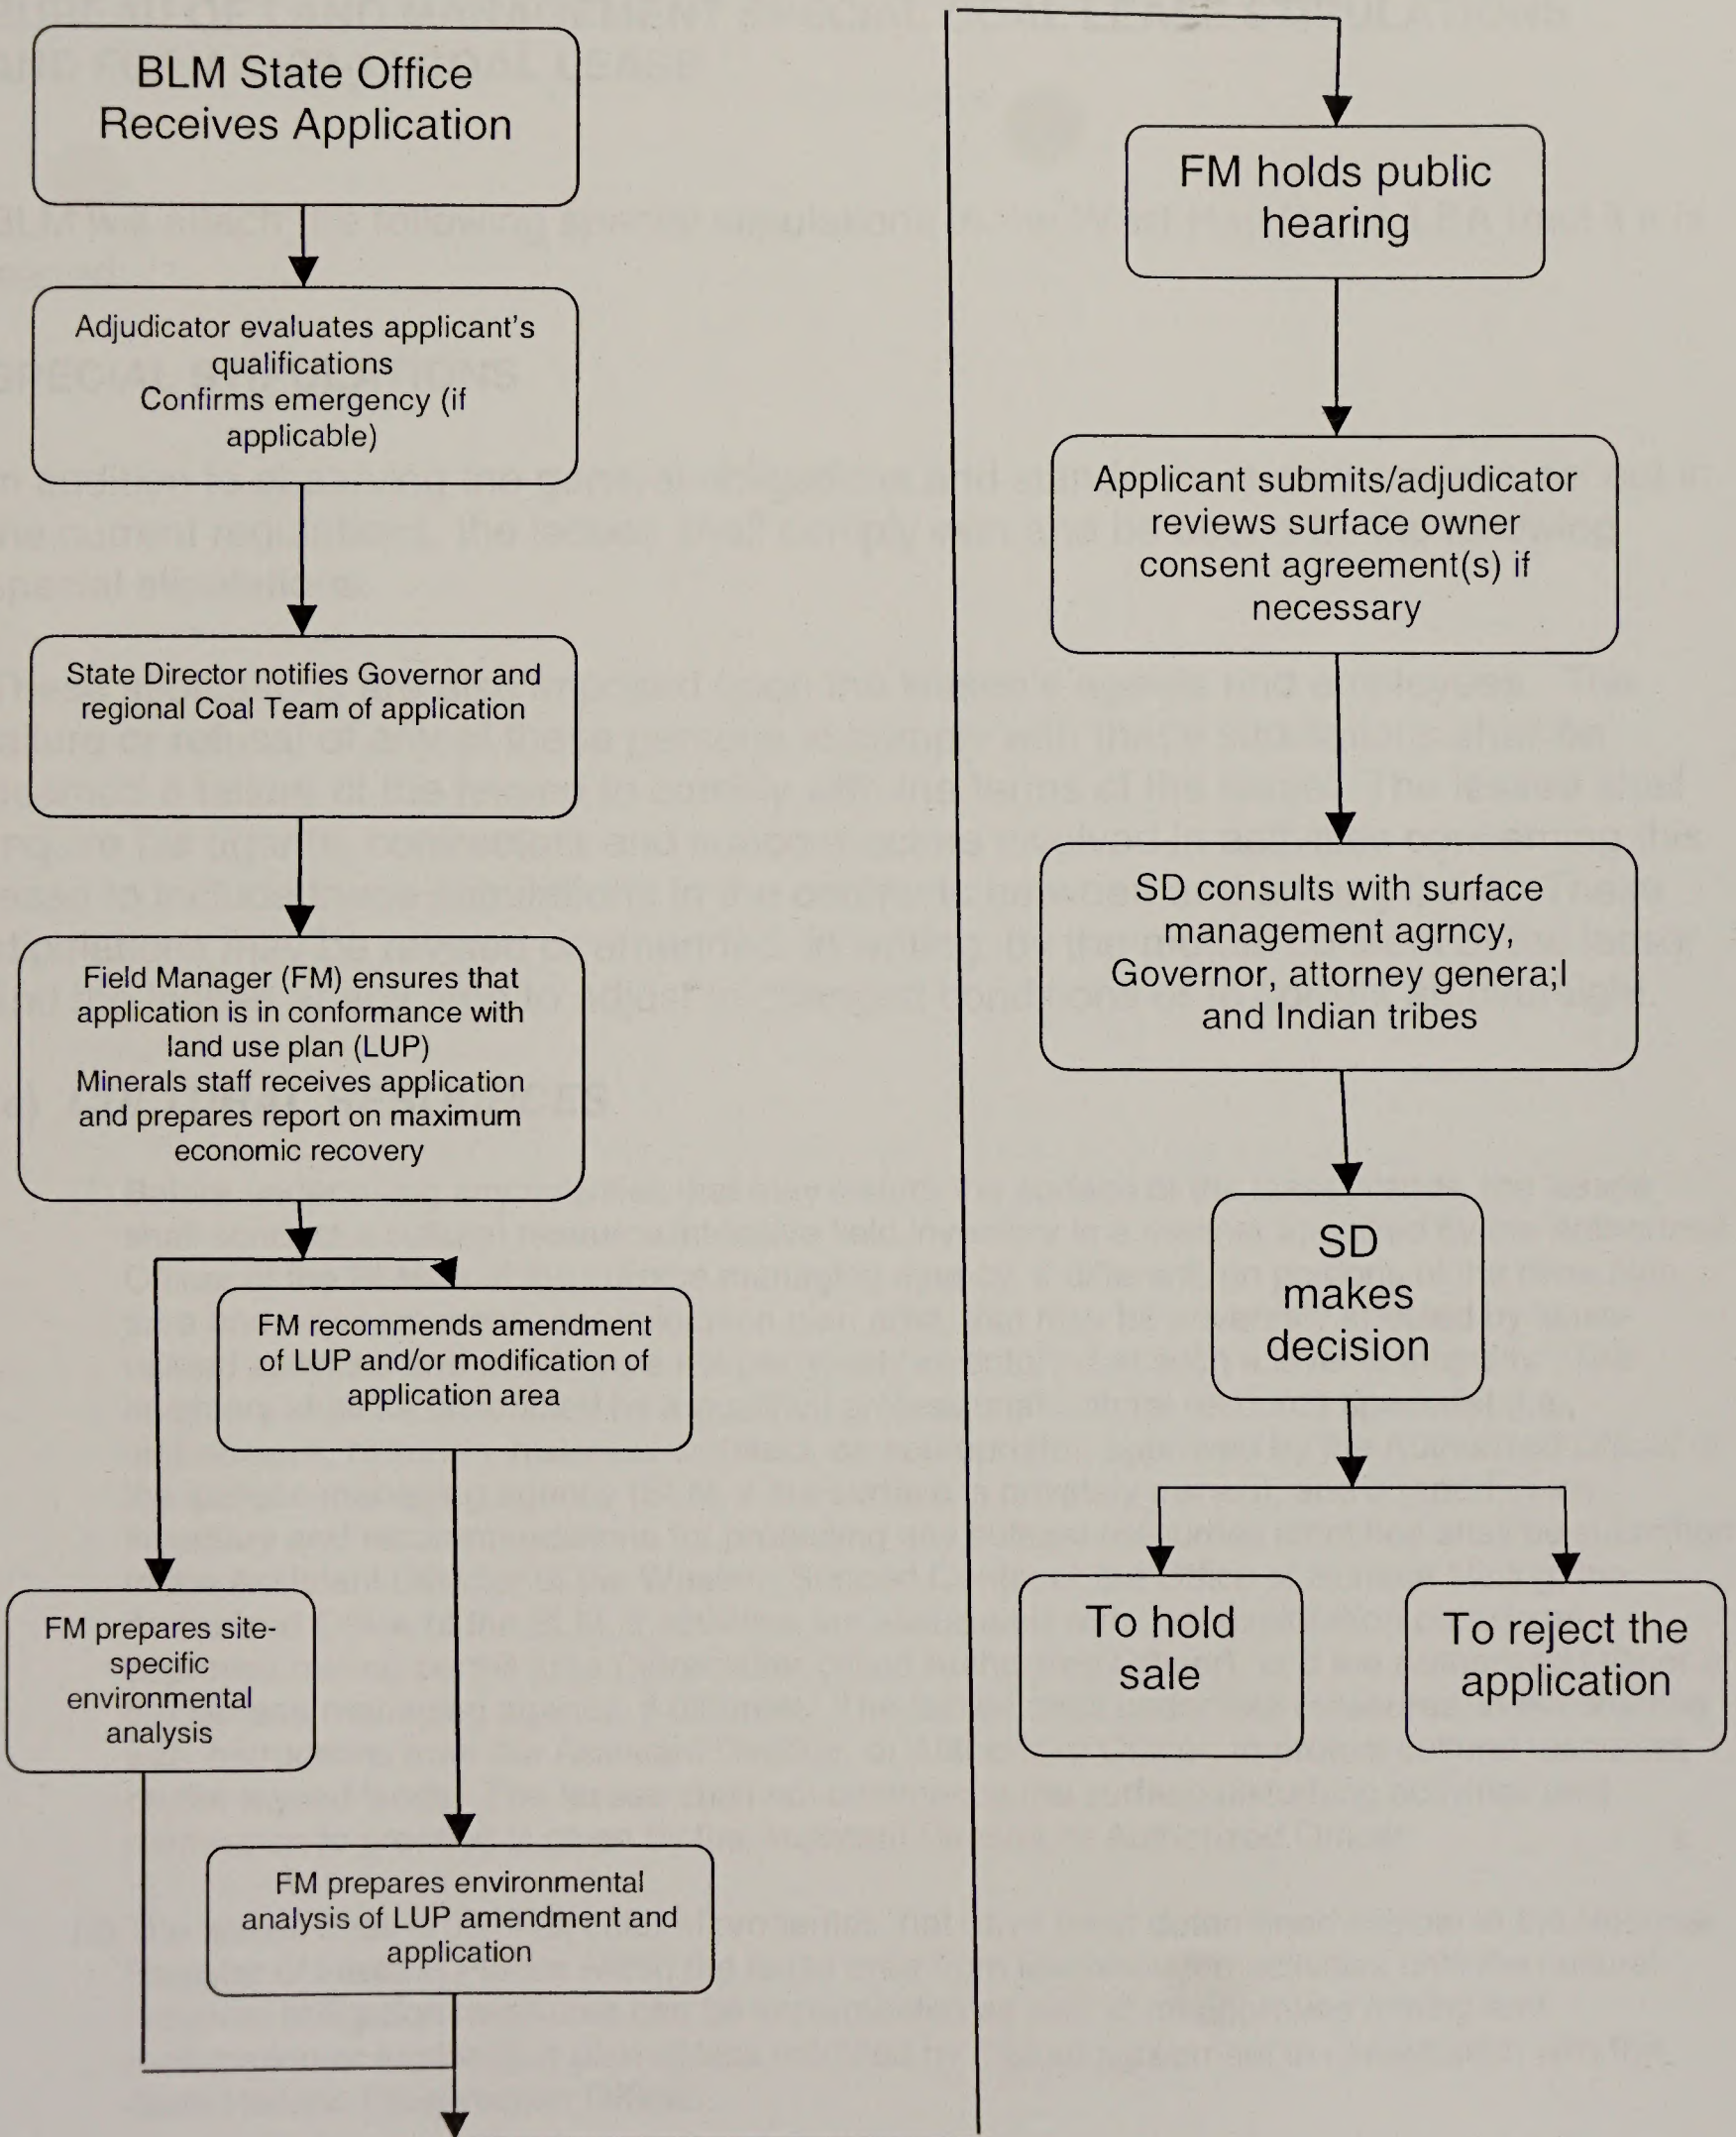 BLM State Office
Receives Application
Adjudicator evaluates applicant's
qualifications
Confirms emergency (if
applicable)
State Director notifies Governor and
regional Coal Team of application
Field Manager (FM) ensures that
application is in conformance with
land use plan (LUP)
Minerals staff receives application
and prepares report on maximum
economic recovery
FM recommends amendment
of LUP and/or modification of
application area
FM prepares site-
specific
environmental
analysis
FM prepares environmental
analysis of LUP amendment and
application
FM holds public
hearing
Applicant submits/adjudicator
reviews surface owner
consent agreement(s) if
necessary
SD consults with surface
management agrncy,
Governor, attorney genera;l
and Indian tribes
SD
makes
decision
To hold
sale
To reject the
application